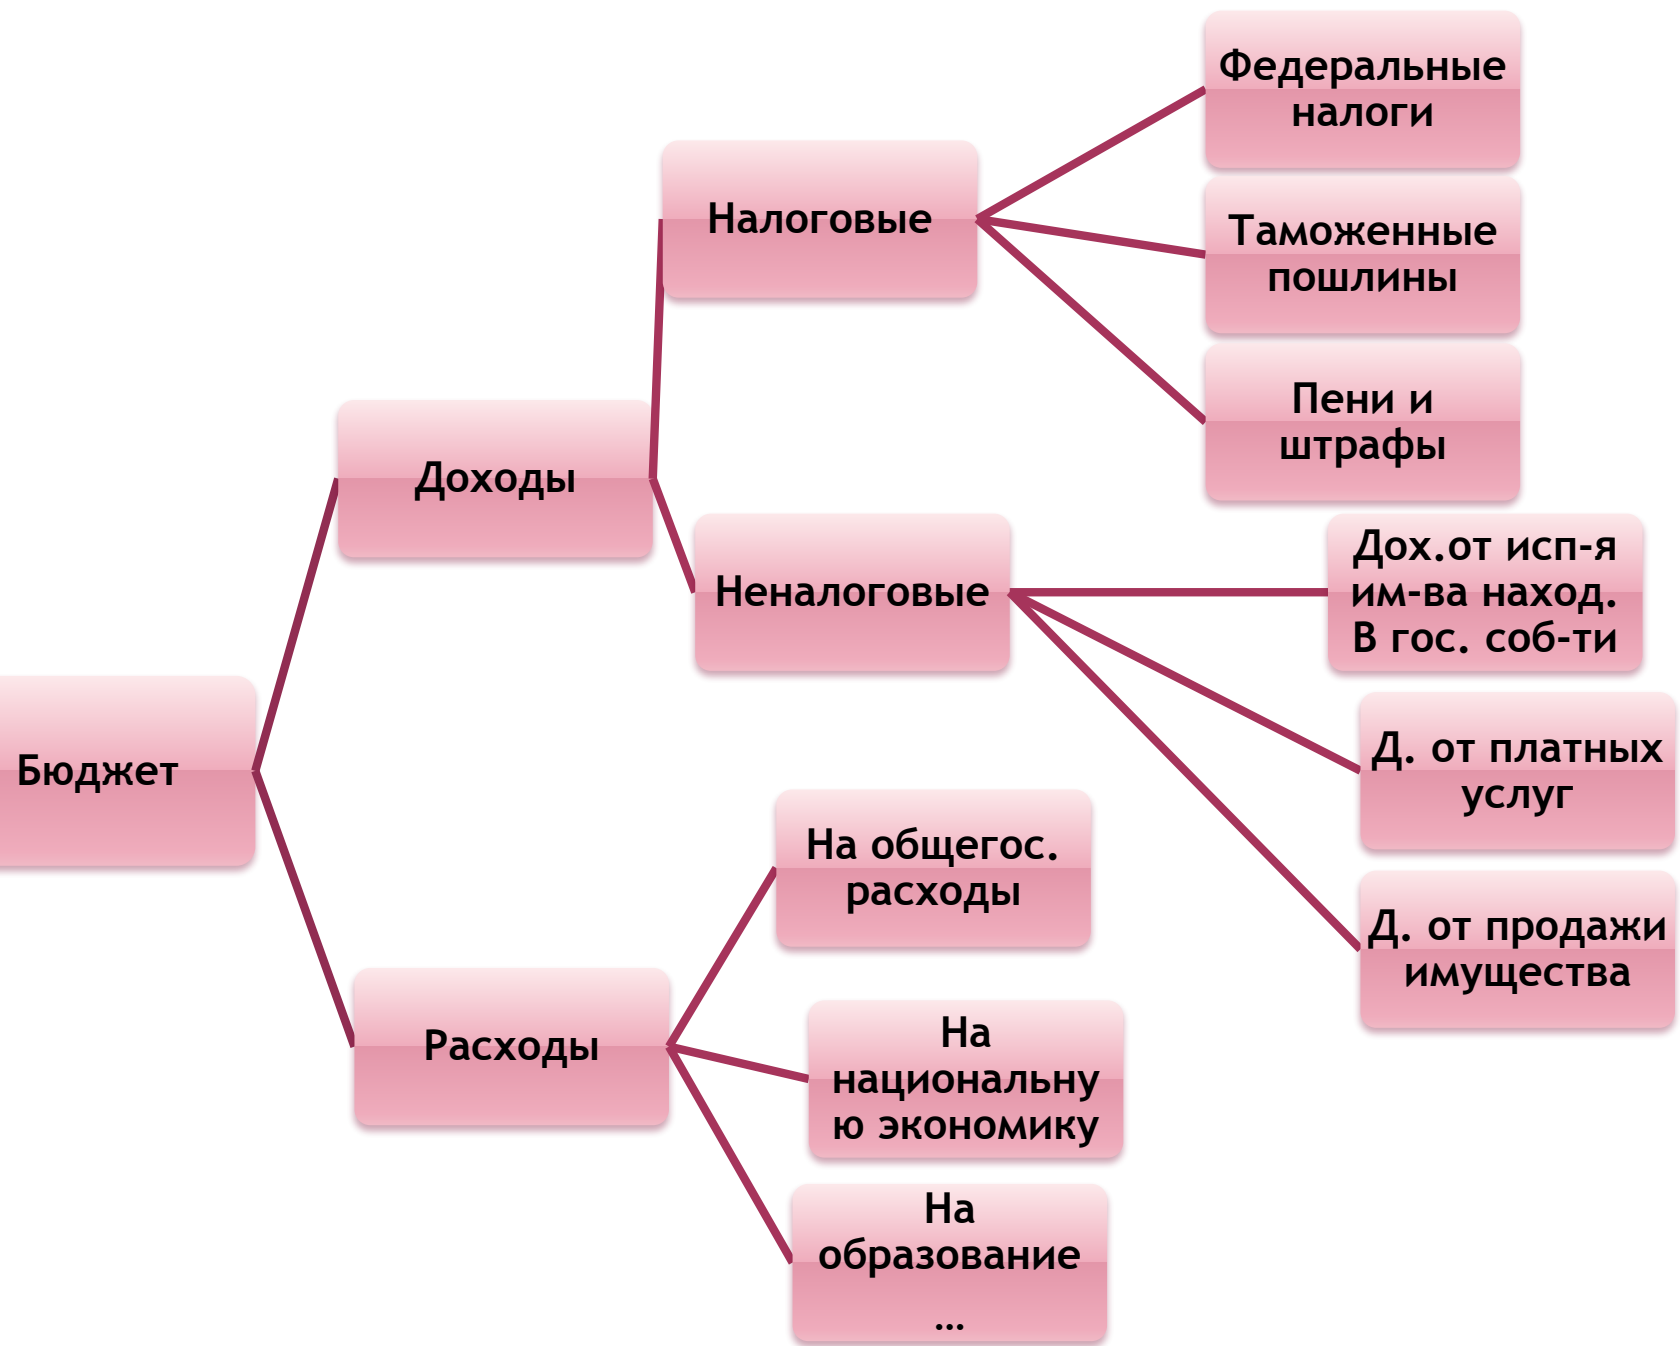 Федеральные
налоги
Налоговые
Таможенные
пошлины
Пени и
штрафы
Доходы
Неналоговые
Дох.от исп-я
им-ва наход.
В гос. соб-ти
Д. от платных
услуг
Д. от продажи
имущества
Бюджет
Расходы
На общегос.
расходы
На
национальну
ю экономику
На
образование
…